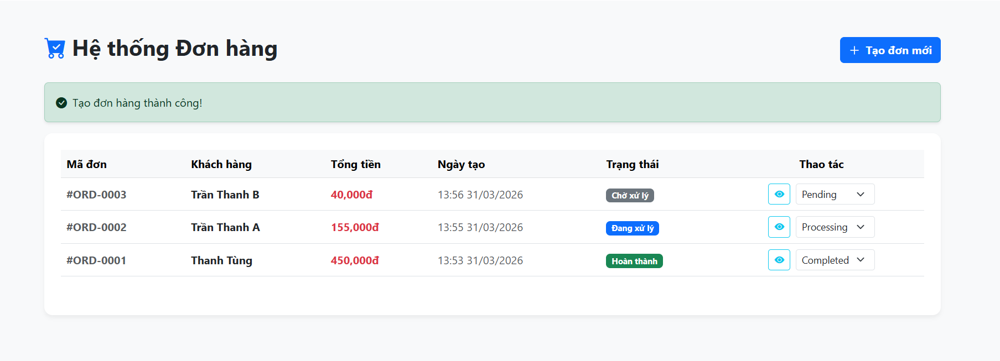 Hệ thống Đơn hàng
Tạo đơn mới
Tạo đơn hàng thành công!
Mã đơn Khách hàng Tổng tiền Ngày tạo Trạng thái Thao tác
#ORD-0003 Trần Thanh B 40,000đ 13:56 31/03/2026 Chờ xử lý Pending
#ORD-0002 Trần Thanh A 155,000đ 13:55 31/03/2026 Đang xử lý Processing
#ORD-0001 Thanh Tùng 450,000đ 13:53 31/03/2026 Hoàn thành Completed